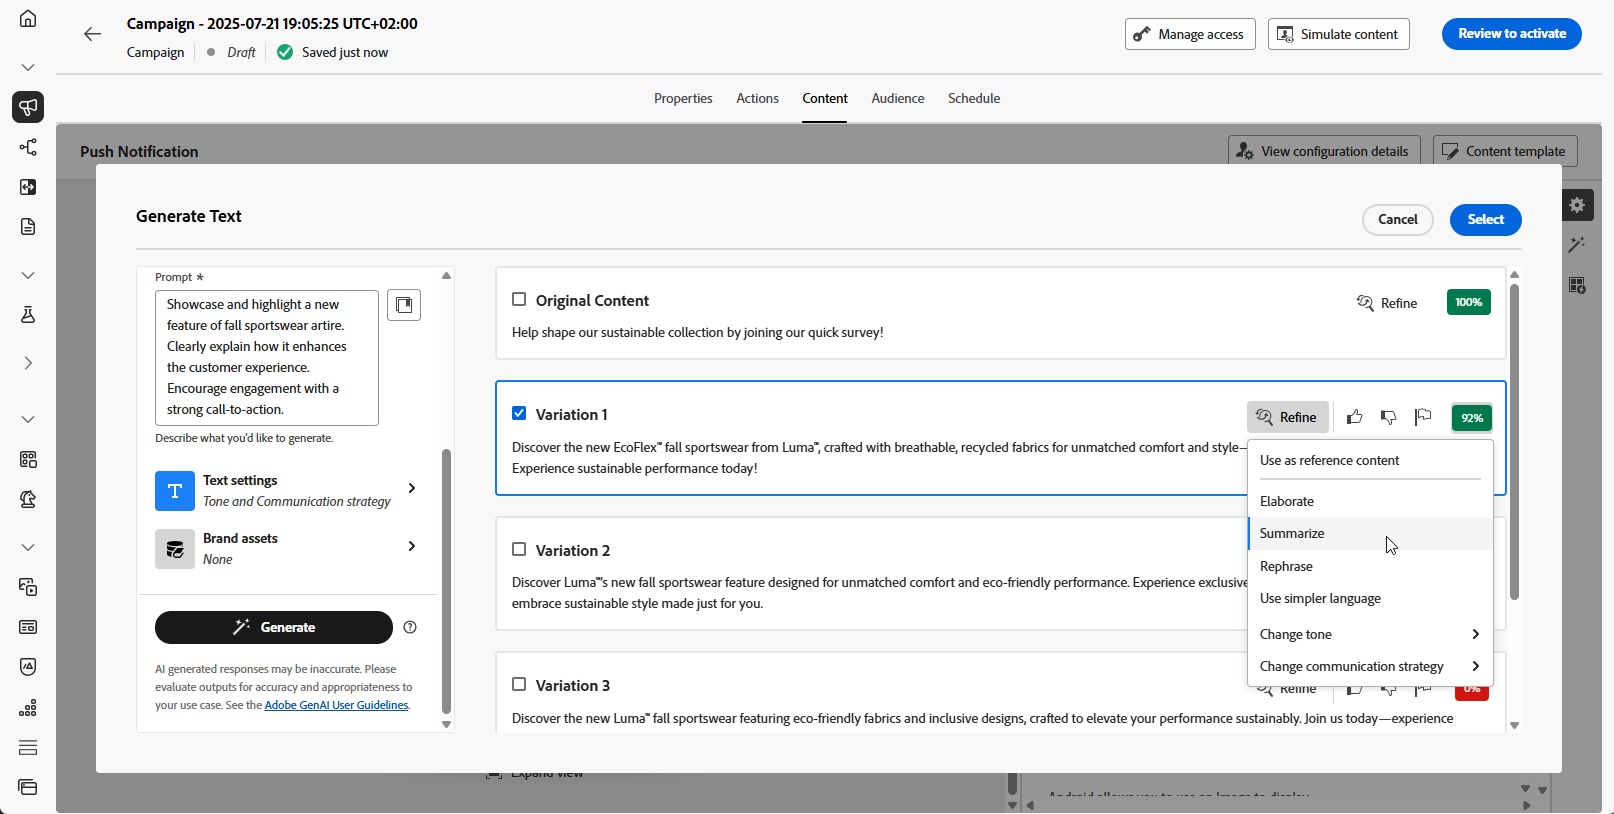 Campaign - 2025-07-21 19:05:25 UTC+02:00
Campaign
Draft
Saved just now
Manage access
Simulate content
Review to activate
Properties
Actions
Content
Audience
Schedule
Push Notification
View configuration details
Content template
Generate Text
Cancel
Select
Prompt *
Showcase and highlight a new
feature of fall sportswear artire.
Clearly explain how it enhances
the customer experience.
Encourage engagement with a
strong call-to-action.
Describe what you'd like to generate.
Text settings
Tone and Communication strategy
Brand assets
None
Generate
AI generated responses may be inaccurate. Please
evaluate outputs for accuracy and appropriateness to
your use case. See the Adobe GenAI User Guidelines.
Original Content
Refine
100%
Help shape our sustainable collection by joining our quick survey!
Variation 1
Refine
92%
Discover the new EcoFlex™ fall sportswear from Luma™, crafted with breathable, recycled fabrics for unmatched comfort and style—
Experience sustainable performance today!
Use as reference content
Elaborate
Summarize
Rephrase
Use simpler language
Change tone
Change communication strategy
Variation 2
Discover Luma™'s new fall sportswear feature designed for unmatched comfort and eco-friendly performance. Experience exclusive
embrace sustainable style made just for you.
Variation 3
Refine
0%
Discover the new Luma™ fall sportswear featuring eco-friendly fabrics and inclusive designs, crafted to elevate your performance sustainably. Join us today—experience
Expand view
Android allows you to use an Image to display